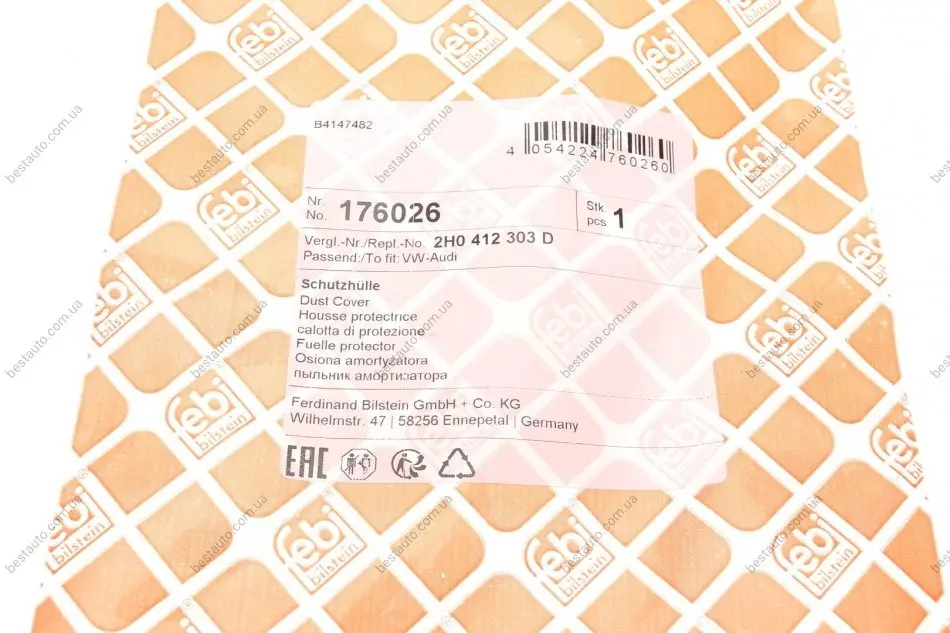 B4147482
4 054224 760260
Nr.
No. 176026
Stk.
pcs 1
Vergl.-Nr./Repl.-No. 2H0 412 303 D
Passend:/To fit: VW-Audi
Schutzhülle
Dust Cover
Housse protectrice
calotta di protezione
Fuelle protector
Osiona amortyzatora
пыльник амортизатора
Ferdinand Bilstein GmbH + Co. KG
Wilhelmstr. 47 | 58256 Ennepetal | Germany
EAC
febi
bilstein
bestauto.com.ua